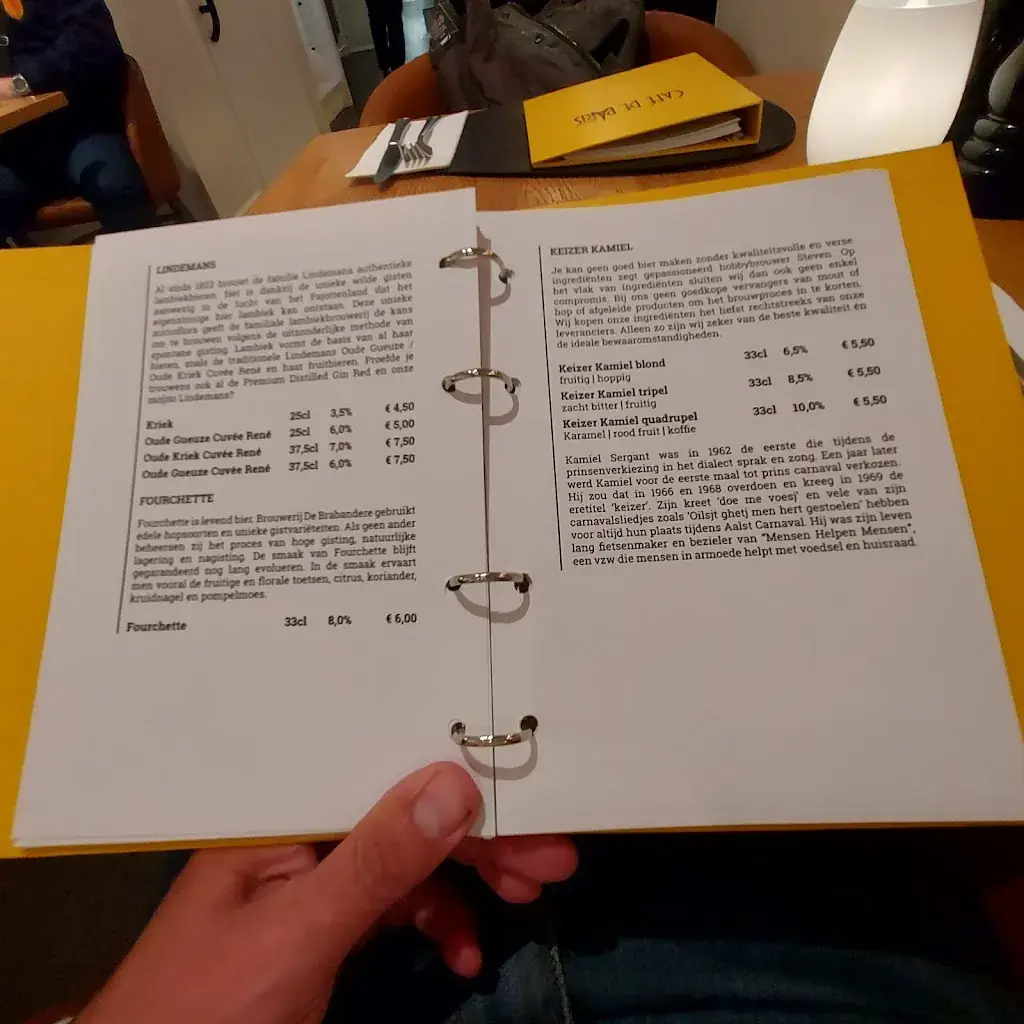 CAFÉ DE PARIS
LINDEMANS
Al sinds 1822 brouwt de familie Lindemans authentieke
lambiekbieren. Het is dankzij de unieke wilde gisten
aanwezig in de lucht van het Pajottenland dat het
eigenzinnige bier lambiek kan ontstaan. Deze unieke
microflora geeft de familiale lambiekbrouwerij de kans
om te brouwen volgens de uitzonderlijke methode van
spontane gisting. Lambiek vormt de basis van al haar
bieren, zoals de traditionele Lindemans Oude Gueuze /
Oude Kriek Cuvée René en haar fruitbieren. Proefde je
trouwens ook al de Premium Distilled Gin Red en onze
mojito Lindemans?
Kriek 25cl 3,5% € 4,50
Oude Gueuze Cuvée René 25cl 6,0% € 5,00
Oude Kriek Cuvée René 37,5cl 7,0% € 7,50
Oude Gueuze Cuvée René 37,5cl 6,0% € 7,50
FOURCHETTE
Fourchette is levend bier. Brouwerij De Brabandere gebruikt
edele hopsoorten en unieke gistvariëteiten. Als geen ander
beheersen zij het proces van hoge gisting, natuurlijke
lagering en nagisting. De smaak van Fourchette blijft
gegarandeerd nog lang evolueren. In de smaak ervaart
men vooral de fruitige en florale toetsen, citrus, koriander,
kruidnagel en pompelmoes.
Fourchette 33cl 8,0% € 6,00
KEIZER KAMIEL
Je kan geen goed bier maken zonder kwaliteitsvolle en verse
ingrediënten zegt gepassioneerd hobbybrouwer Steven. Op
het vlak van ingrediënten sluiten wij dan ook geen enkel
compromis. Bij ons geen goedkope vervangers van mout of
hop of afgeleide producten om het brouwproces in te korten.
Wij kopen onze ingrediënten het liefst rechtstreeks van onze
leveranciers. Alleen zo zijn wij zeker van de beste kwaliteit én
de ideale bewaaromstandigheden.
Keizer Kamiel blond 33cl 6,5% € 5,50
fruitig | hoppig
Keizer Kamiel tripel 33cl 8,5% € 5,50
zacht bitter | fruitig
Keizer Kamiel quadrupel 33cl 10,0% € 5,50
Karamel | rood fruit | koffie
Kamiel Sergant was in 1962 de eerste die tijdens de
prinsenverkiezing in het dialect sprak en zong. Een jaar later
werd Kamiel voor de eerste maal tot prins carnaval verkozen.
Hij zou dat in 1966 en 1968 overdoen en kreeg in 1969 de
eretitel 'keizer'. Zijn kreet 'doe me voesj' en vele van zijn
carnavalsliedjes zoals 'Oilsjt ghetj men hert gestoelen' hebben
voor altijd hun plaats tijdens Aalst Carnaval. Hij was zijn leven
lang fietsenmaker en bezieler van "Mensen Helpen Mensen",
een vzw die mensen in armoede helpt met voedsel en huisraad.